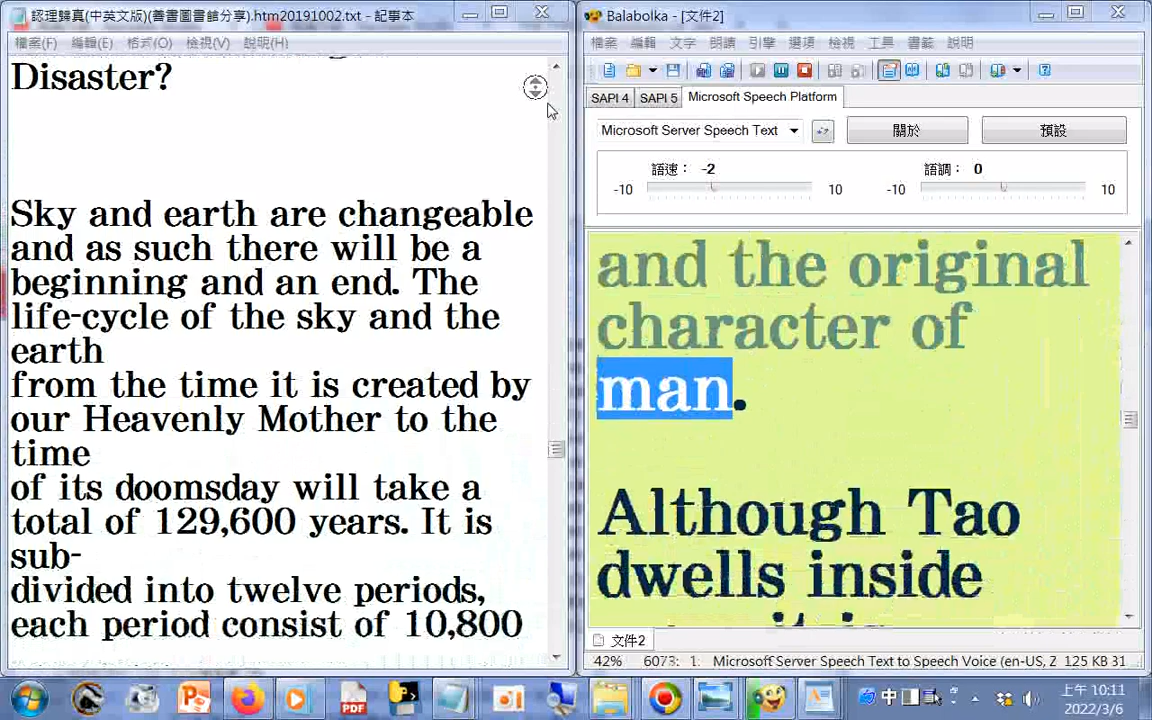 認理歸真(中英文版)(善書圖書館分享).htm20191002.txt - 記事本
檔案(F) 編輯(E) 格式(O) 檢視(V) 說明(H)
Disaster?
Sky and earth are changeable
and as such there will be a
beginning and an end. The
life-cycle of the sky and the
earth
from the time it is created by
our Heavenly Mother to the
time
of its doomsday will take a
total of 129,600 years. It is
sub-
divided into twelve periods,
each period consist of 10,800
Balabolka - [文件2]
檔案 編輯 文字 朗讀 引擎 選項 檢視 工具 書籤 說明
SAPI 4 SAPI 5 Microsoft Speech Platform
Microsoft Server Speech Text 關於 預設
語速: -2 語調: 0
-10 10 -10 10
and the original
character of
man.
Although Tao
dwells inside
文件2
42% 6073: 1: Microsoft Server Speech Text to Speech Voice (en-US, Z 125 KB 31
PDF 中 上午 10:11
2022/3/6